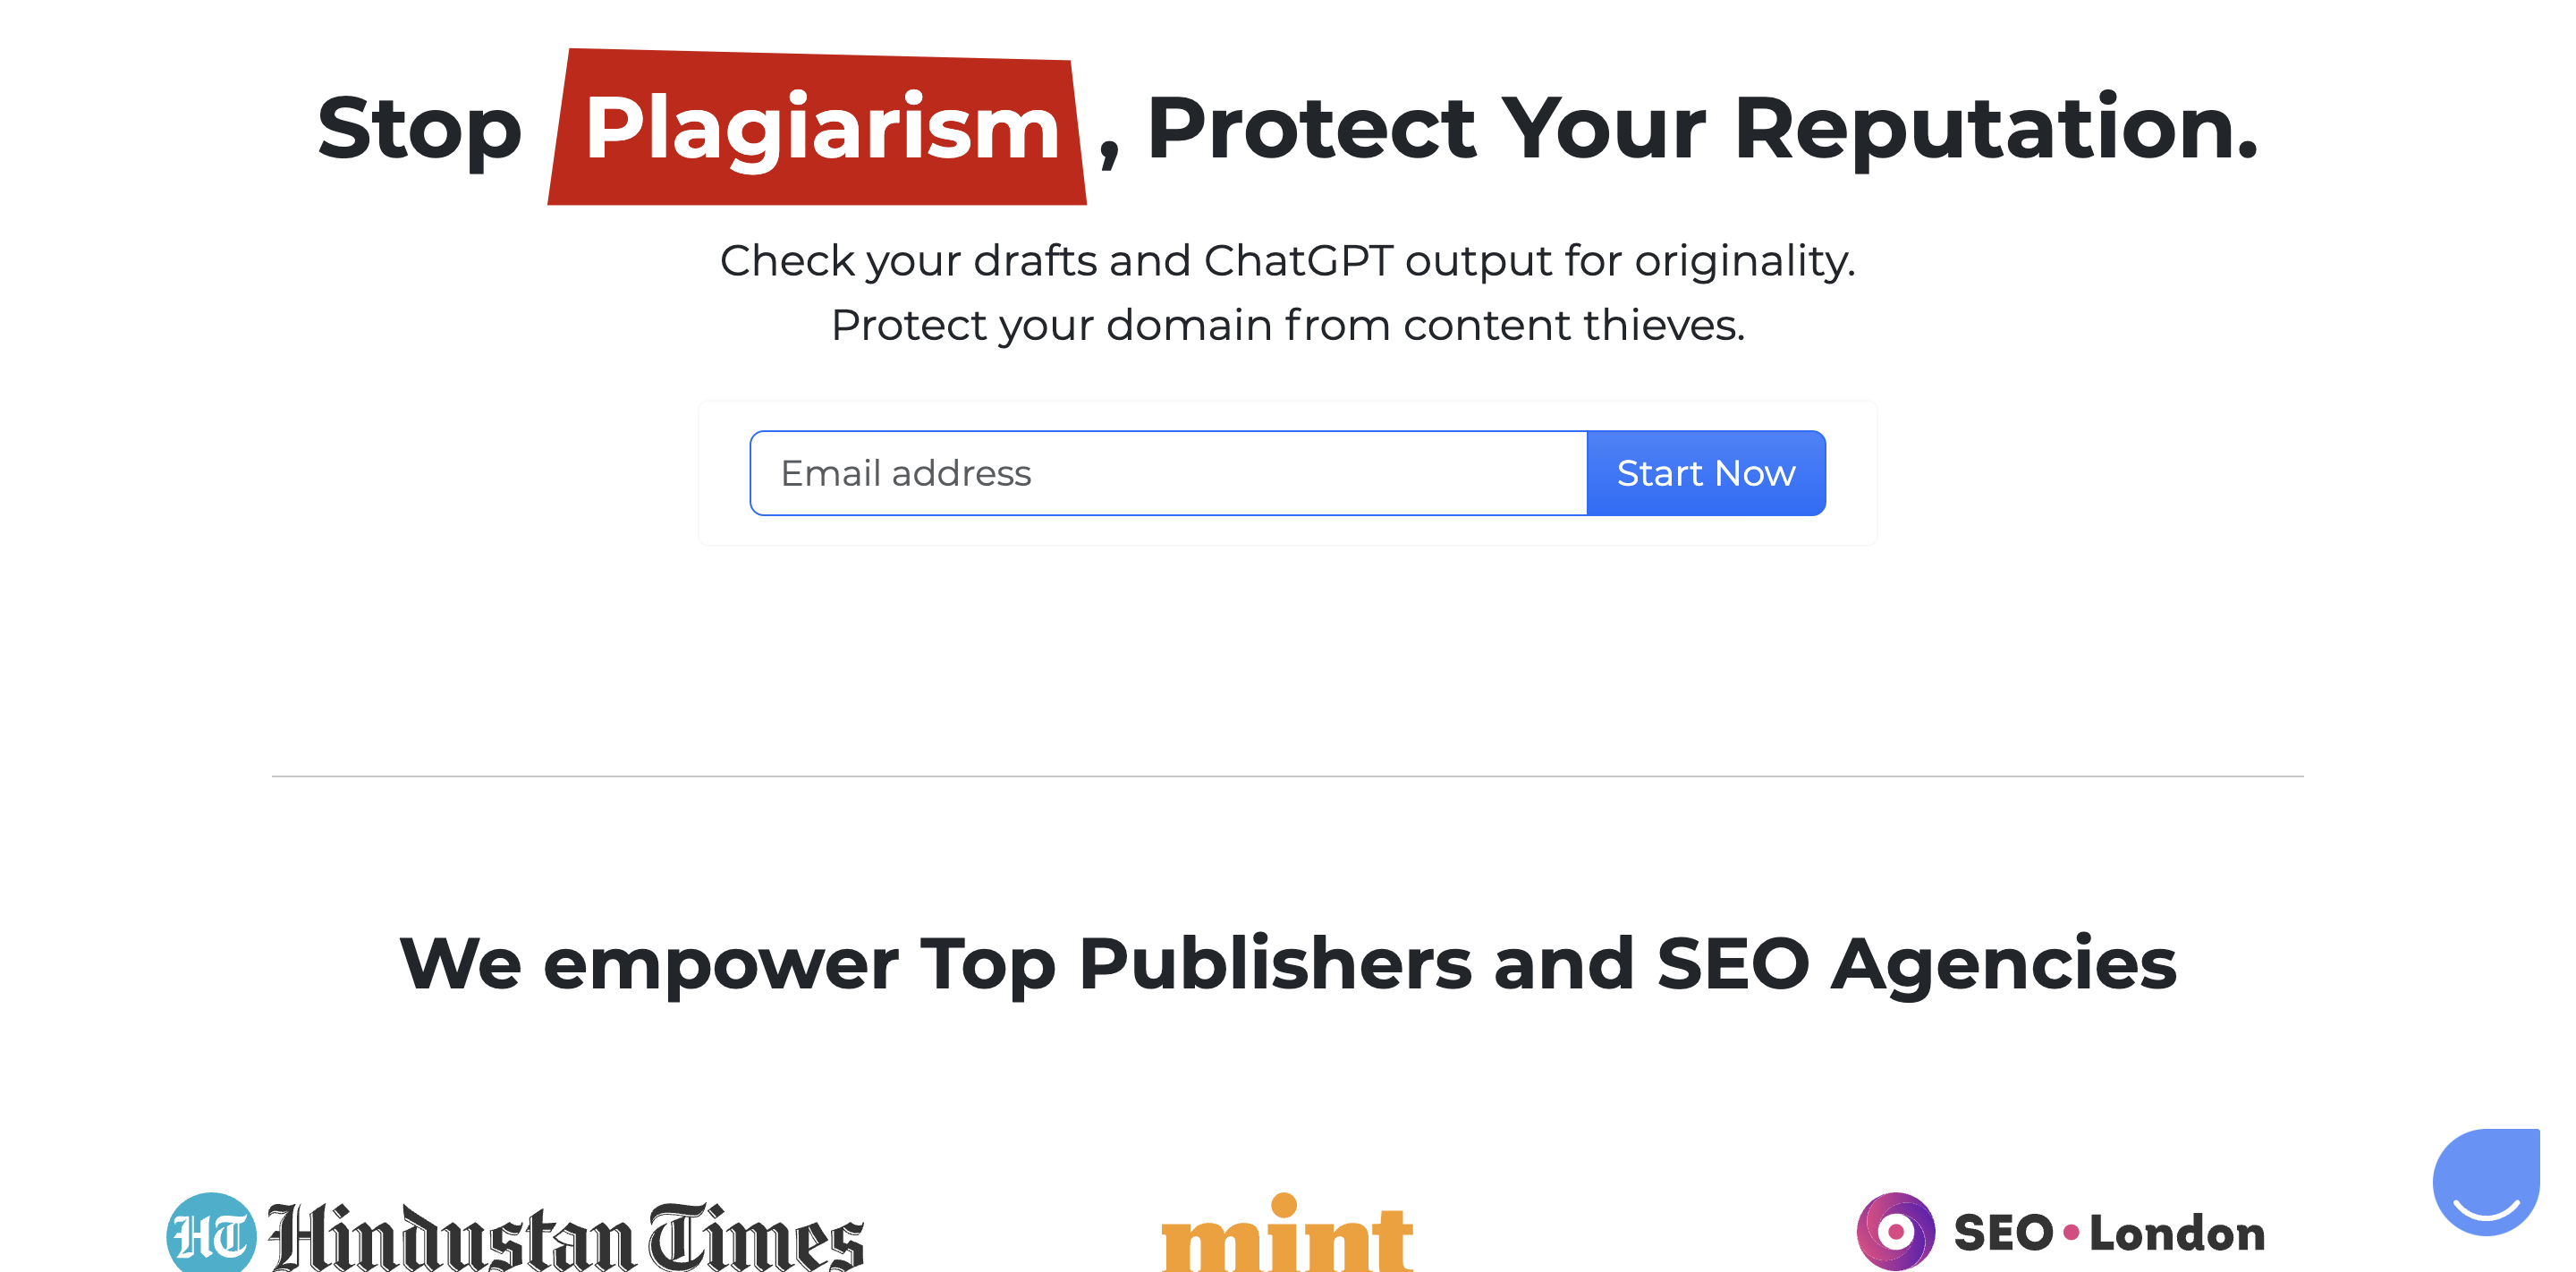 Stop Plagiarism, Protect Your Reputation.
Check your drafts and ChatGPT output for originality.
Protect your domain from content thieves.
Email address Start Now
We empower Top Publishers and SEO Agencies
HT Hindustan Times mint SEO•London